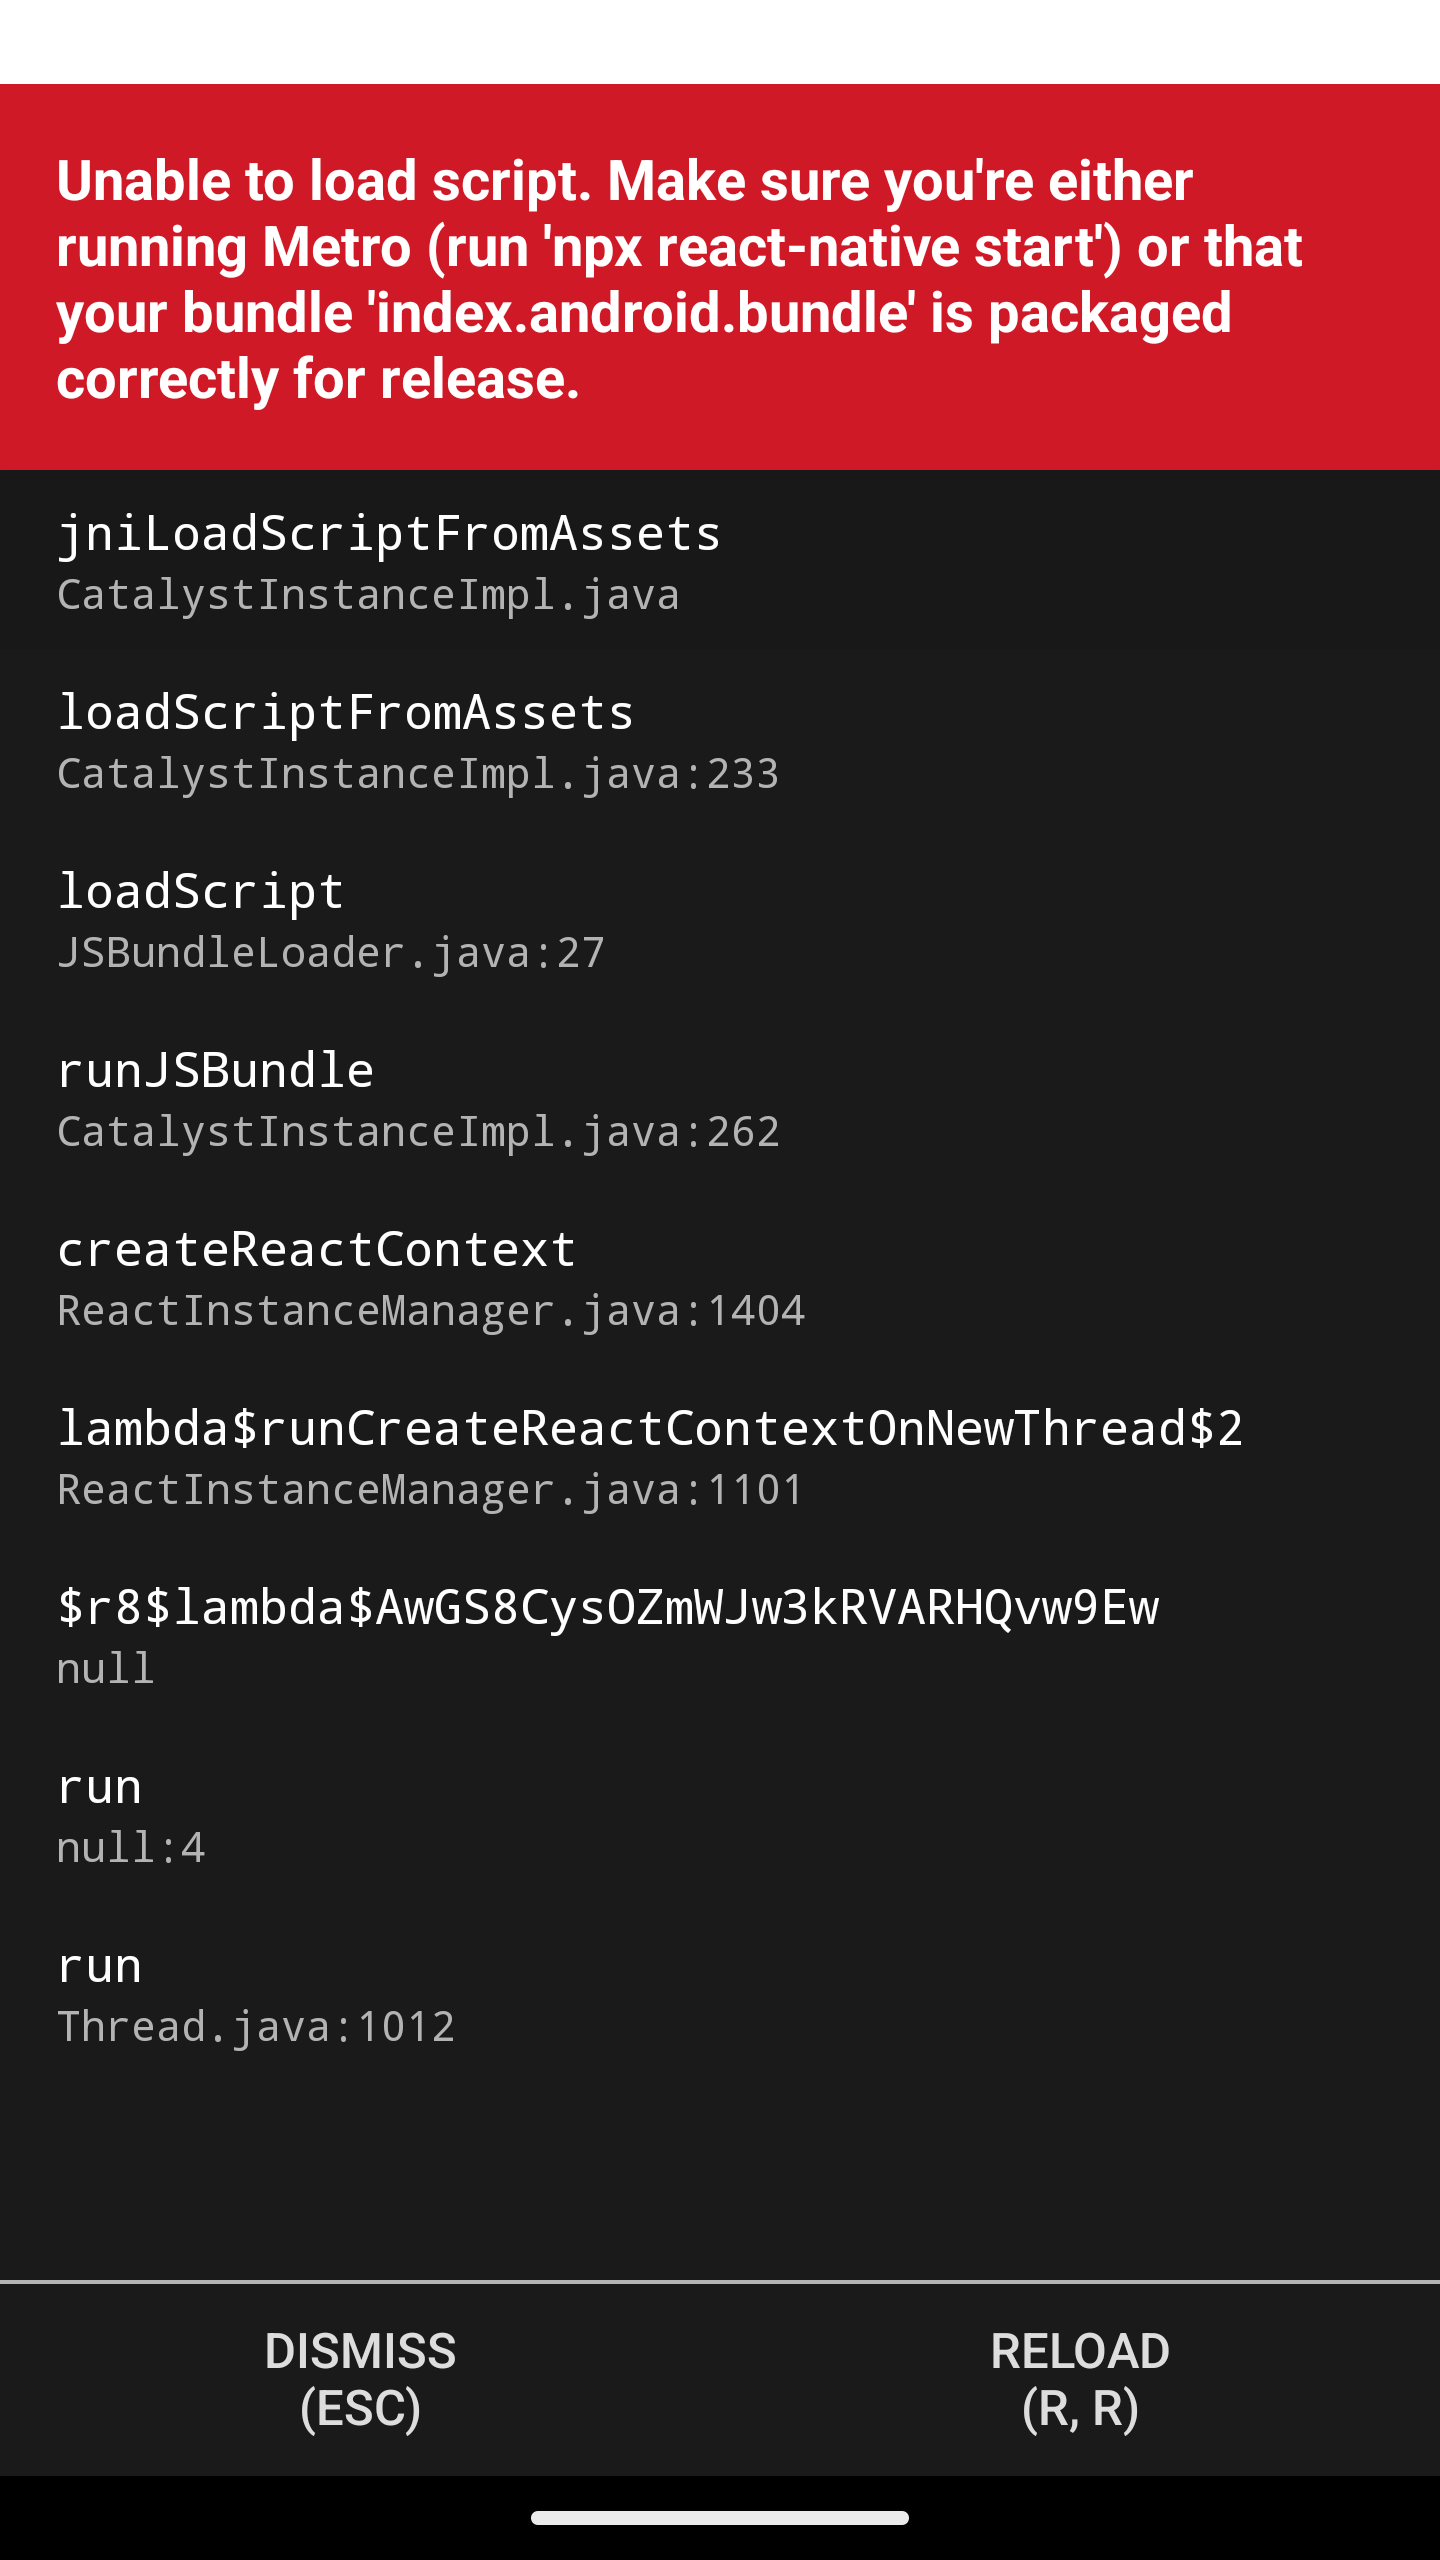 Unable to load script. Make sure you're either
running Metro (run 'npx react-native start') or that
your bundle 'index.android.bundle' is packaged
correctly for release.
jniLoadScriptFromAssets
CatalystInstanceImpl.java
loadScriptFromAssets
CatalystInstanceImpl.java:233
loadScript
JSBundleLoader.java:27
runJSBundle
CatalystInstanceImpl.java:262
createReactContext
ReactInstanceManager.java:1404
lambda$runCreateReactContextOnNewThread$2
ReactInstanceManager.java:1101
$r8$lambda$AwGS8CysOZmWJw3kRVARHQvw9Ew
null
run
null:4
run
Thread.java:1012
DISMISS
(ESC)
RELOAD
(R, R)